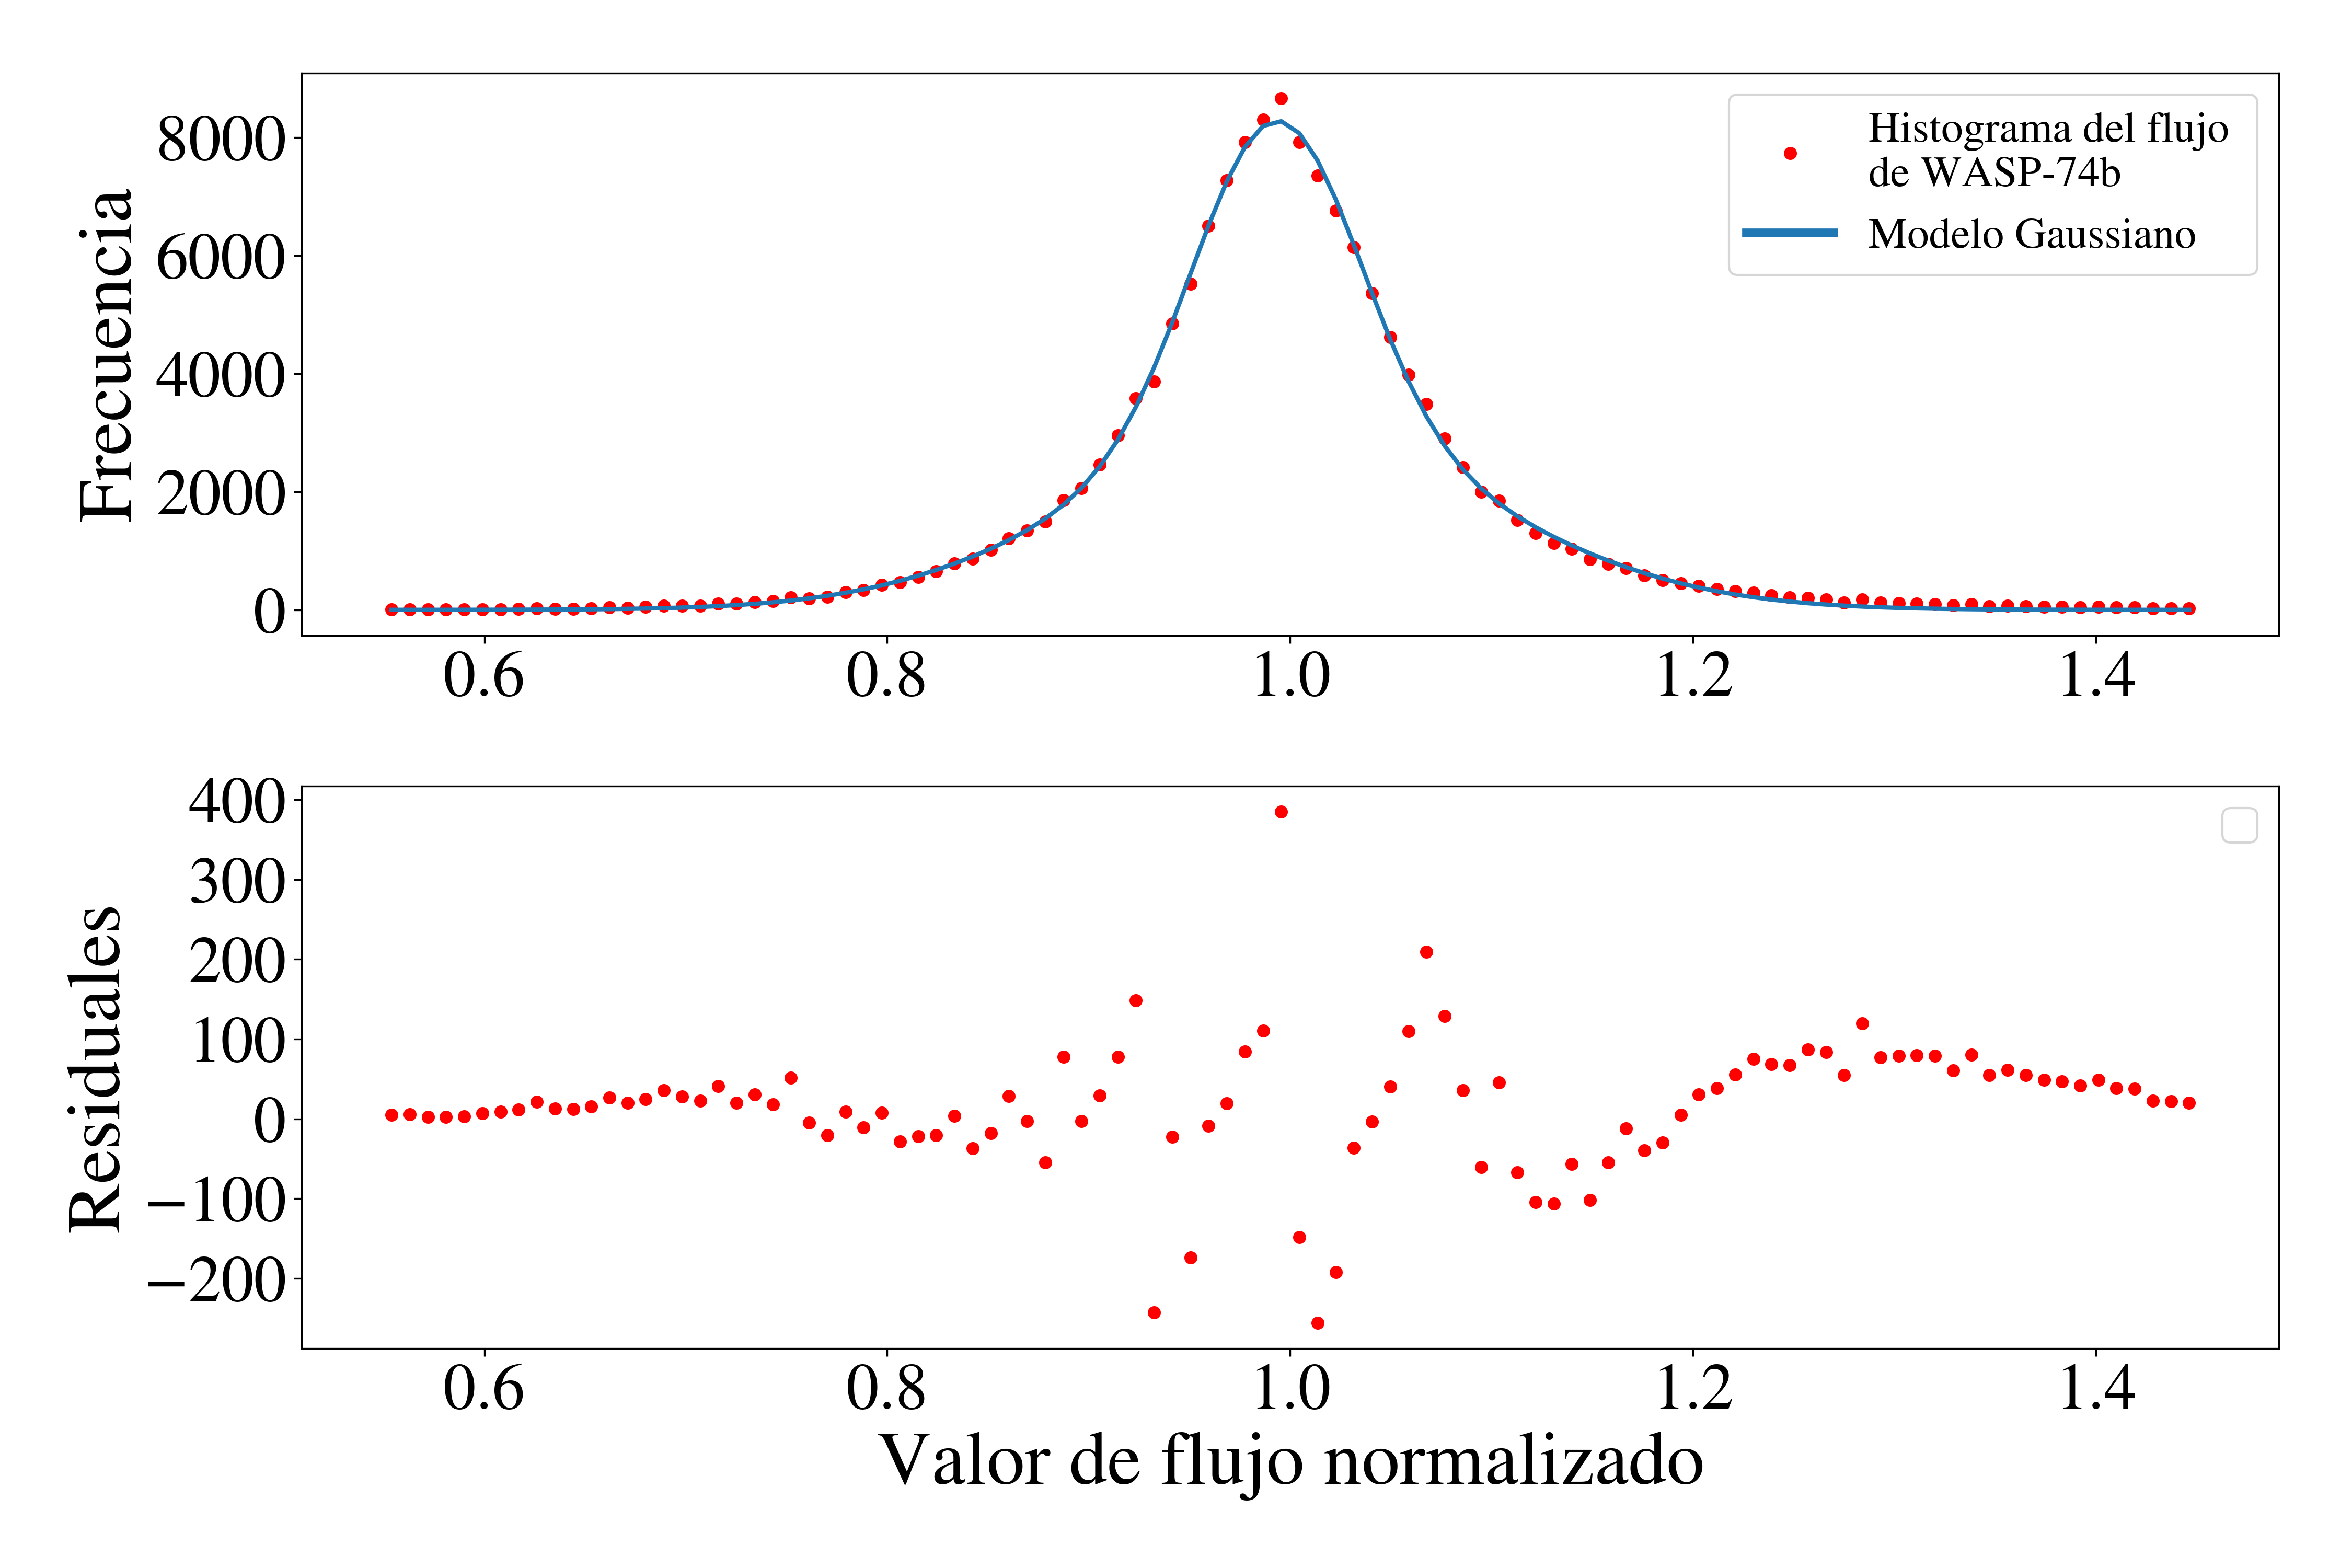 Frecuencia
8000
6000
4000
2000
0
Histograma del flujo
de WASP-74b
Modelo Gaussiano
0.6 0.8 1.0 1.2 1.4
Residuales
400
300
200
100
0
−100
−200
0.6 0.8 1.0 1.2 1.4
Valor de flujo normalizado